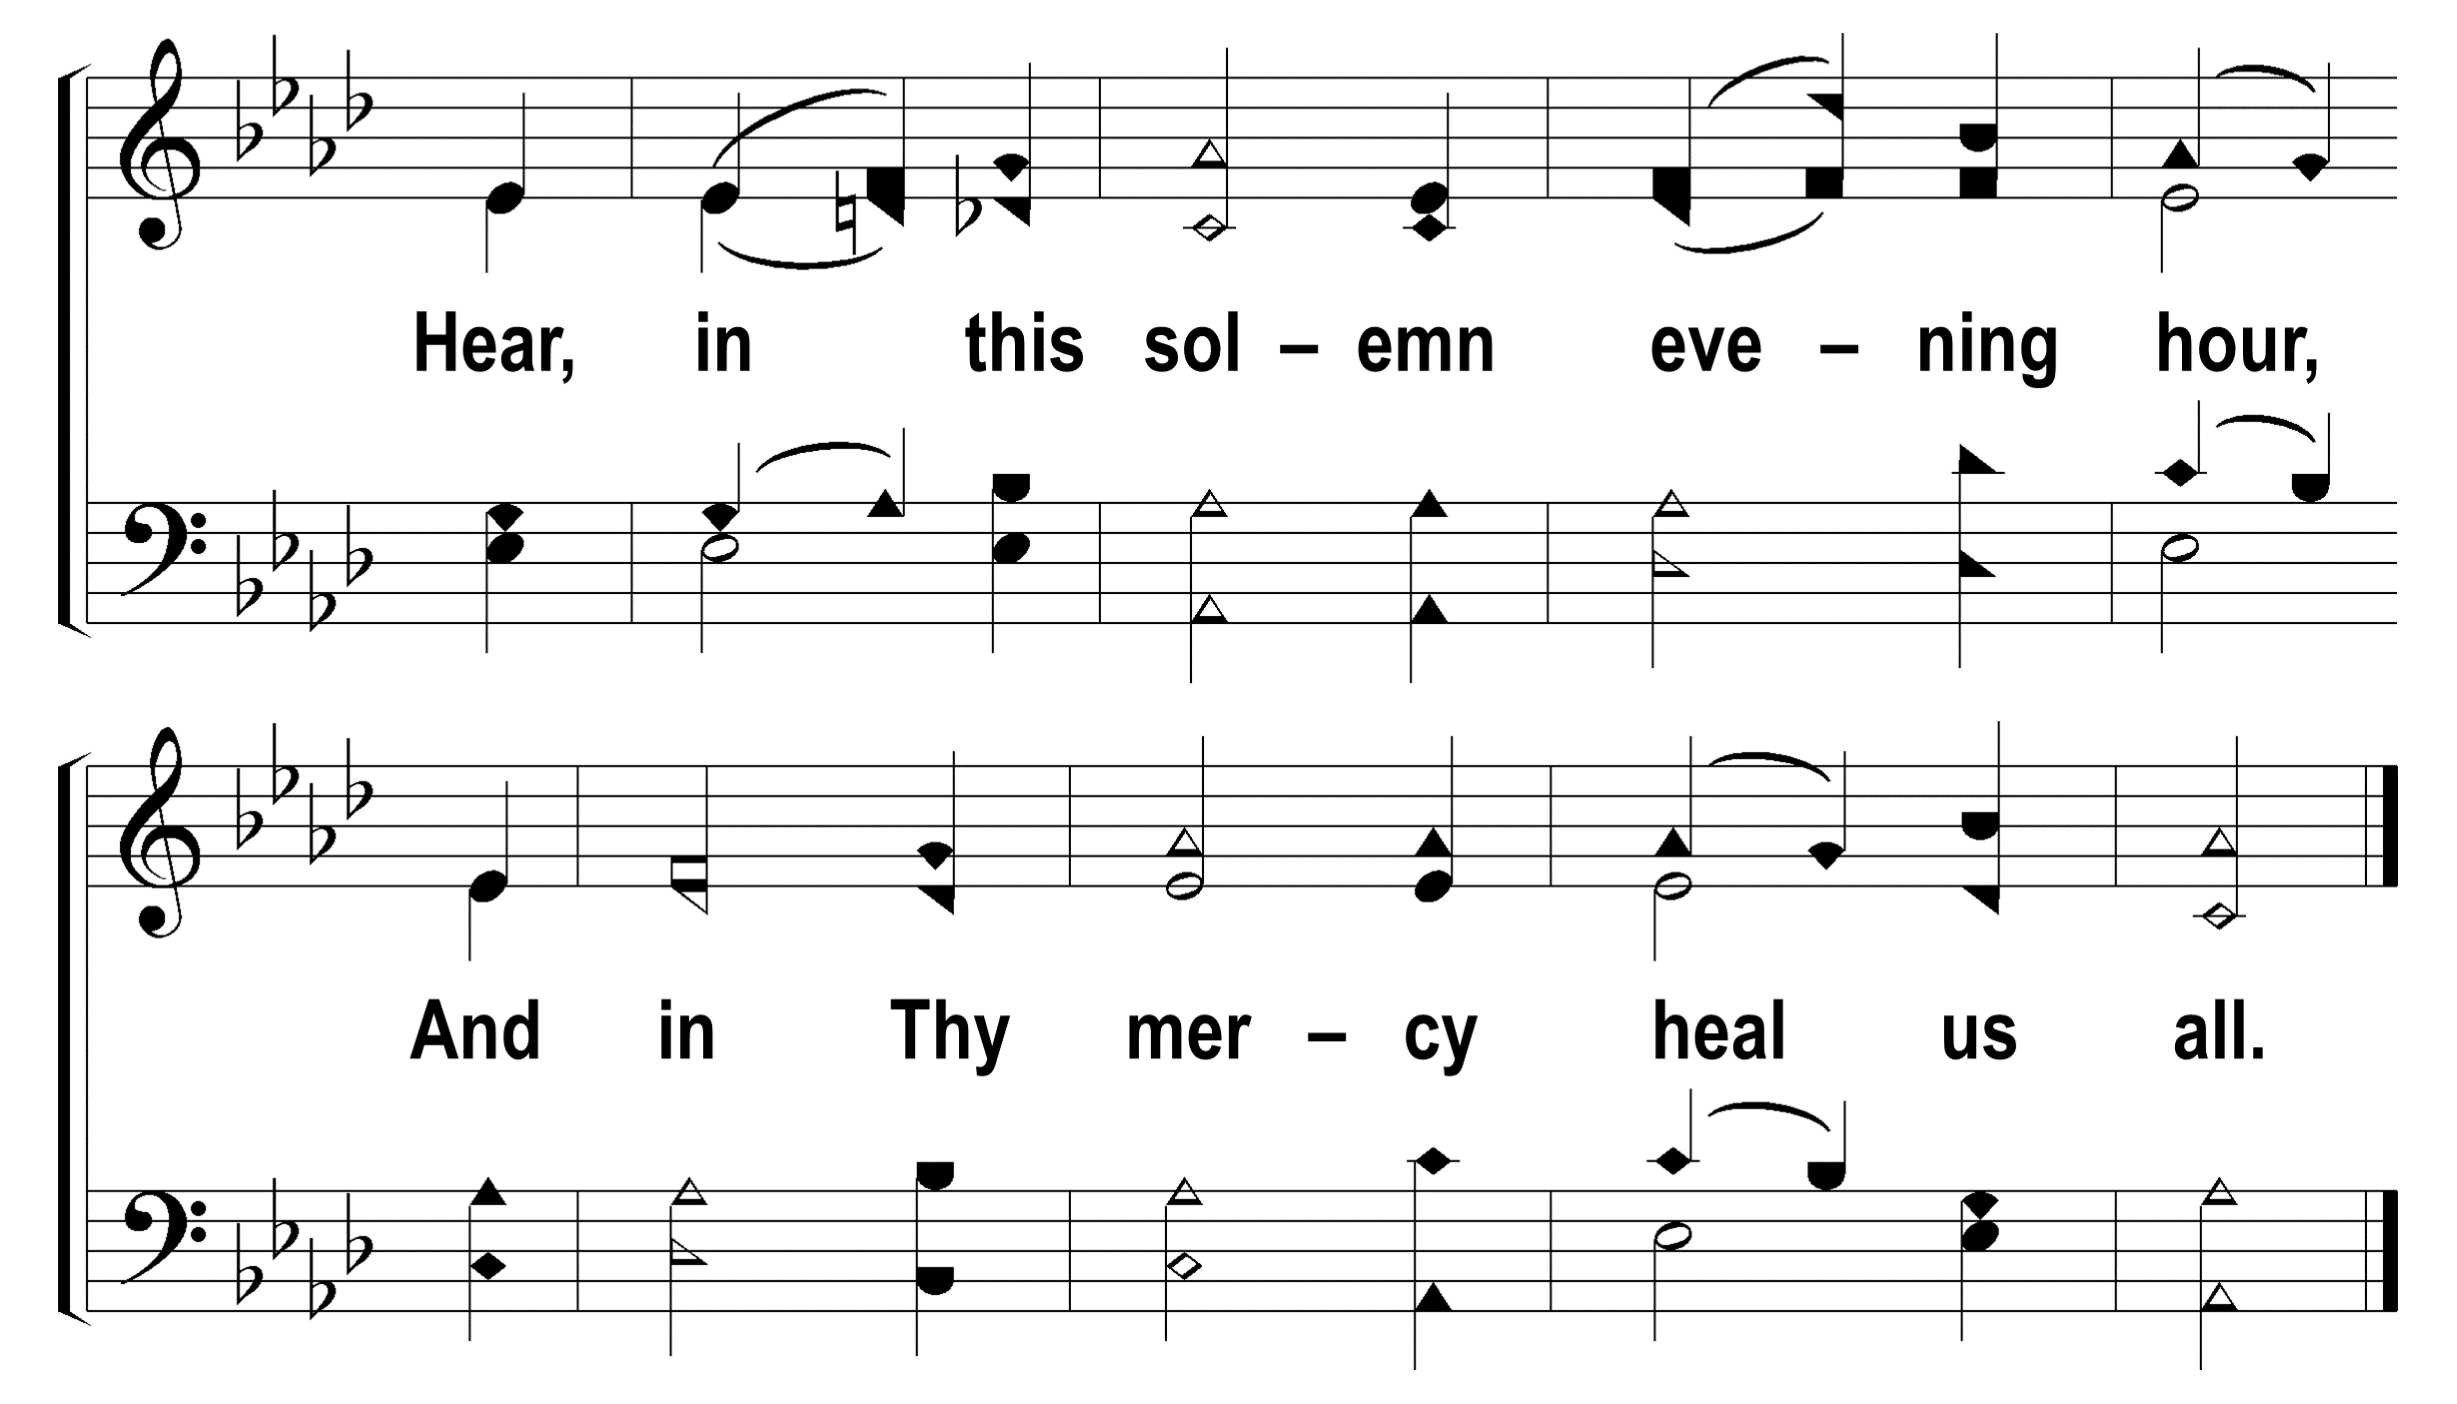 Hear, in this sol – emn eve – ning hour,
And in Thy mer – cy heal us all.